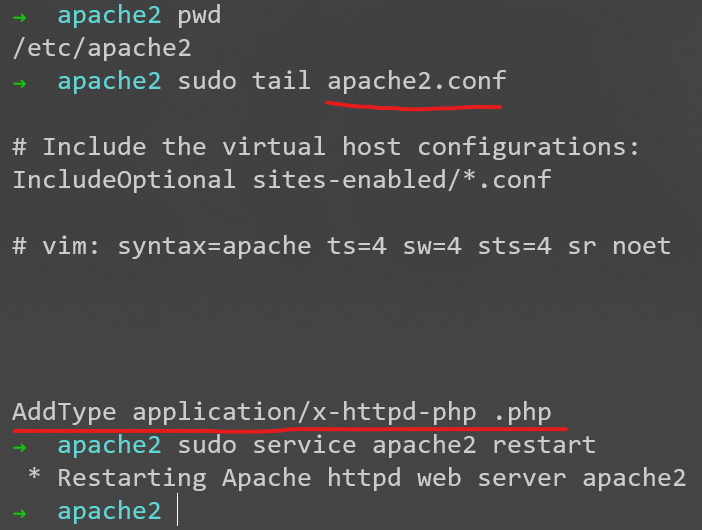 → apache2 pwd
/etc/apache2
→ apache2 sudo tail apache2.conf
# Include the virtual host configurations:
IncludeOptional sites-enabled/*.conf
# vim: syntax=apache ts=4 sw=4 sts=4 sr noet
AddType application/x-httpd-php .php
→ apache2 sudo service apache2 restart
* Restarting Apache httpd web server apache2
→ apache2